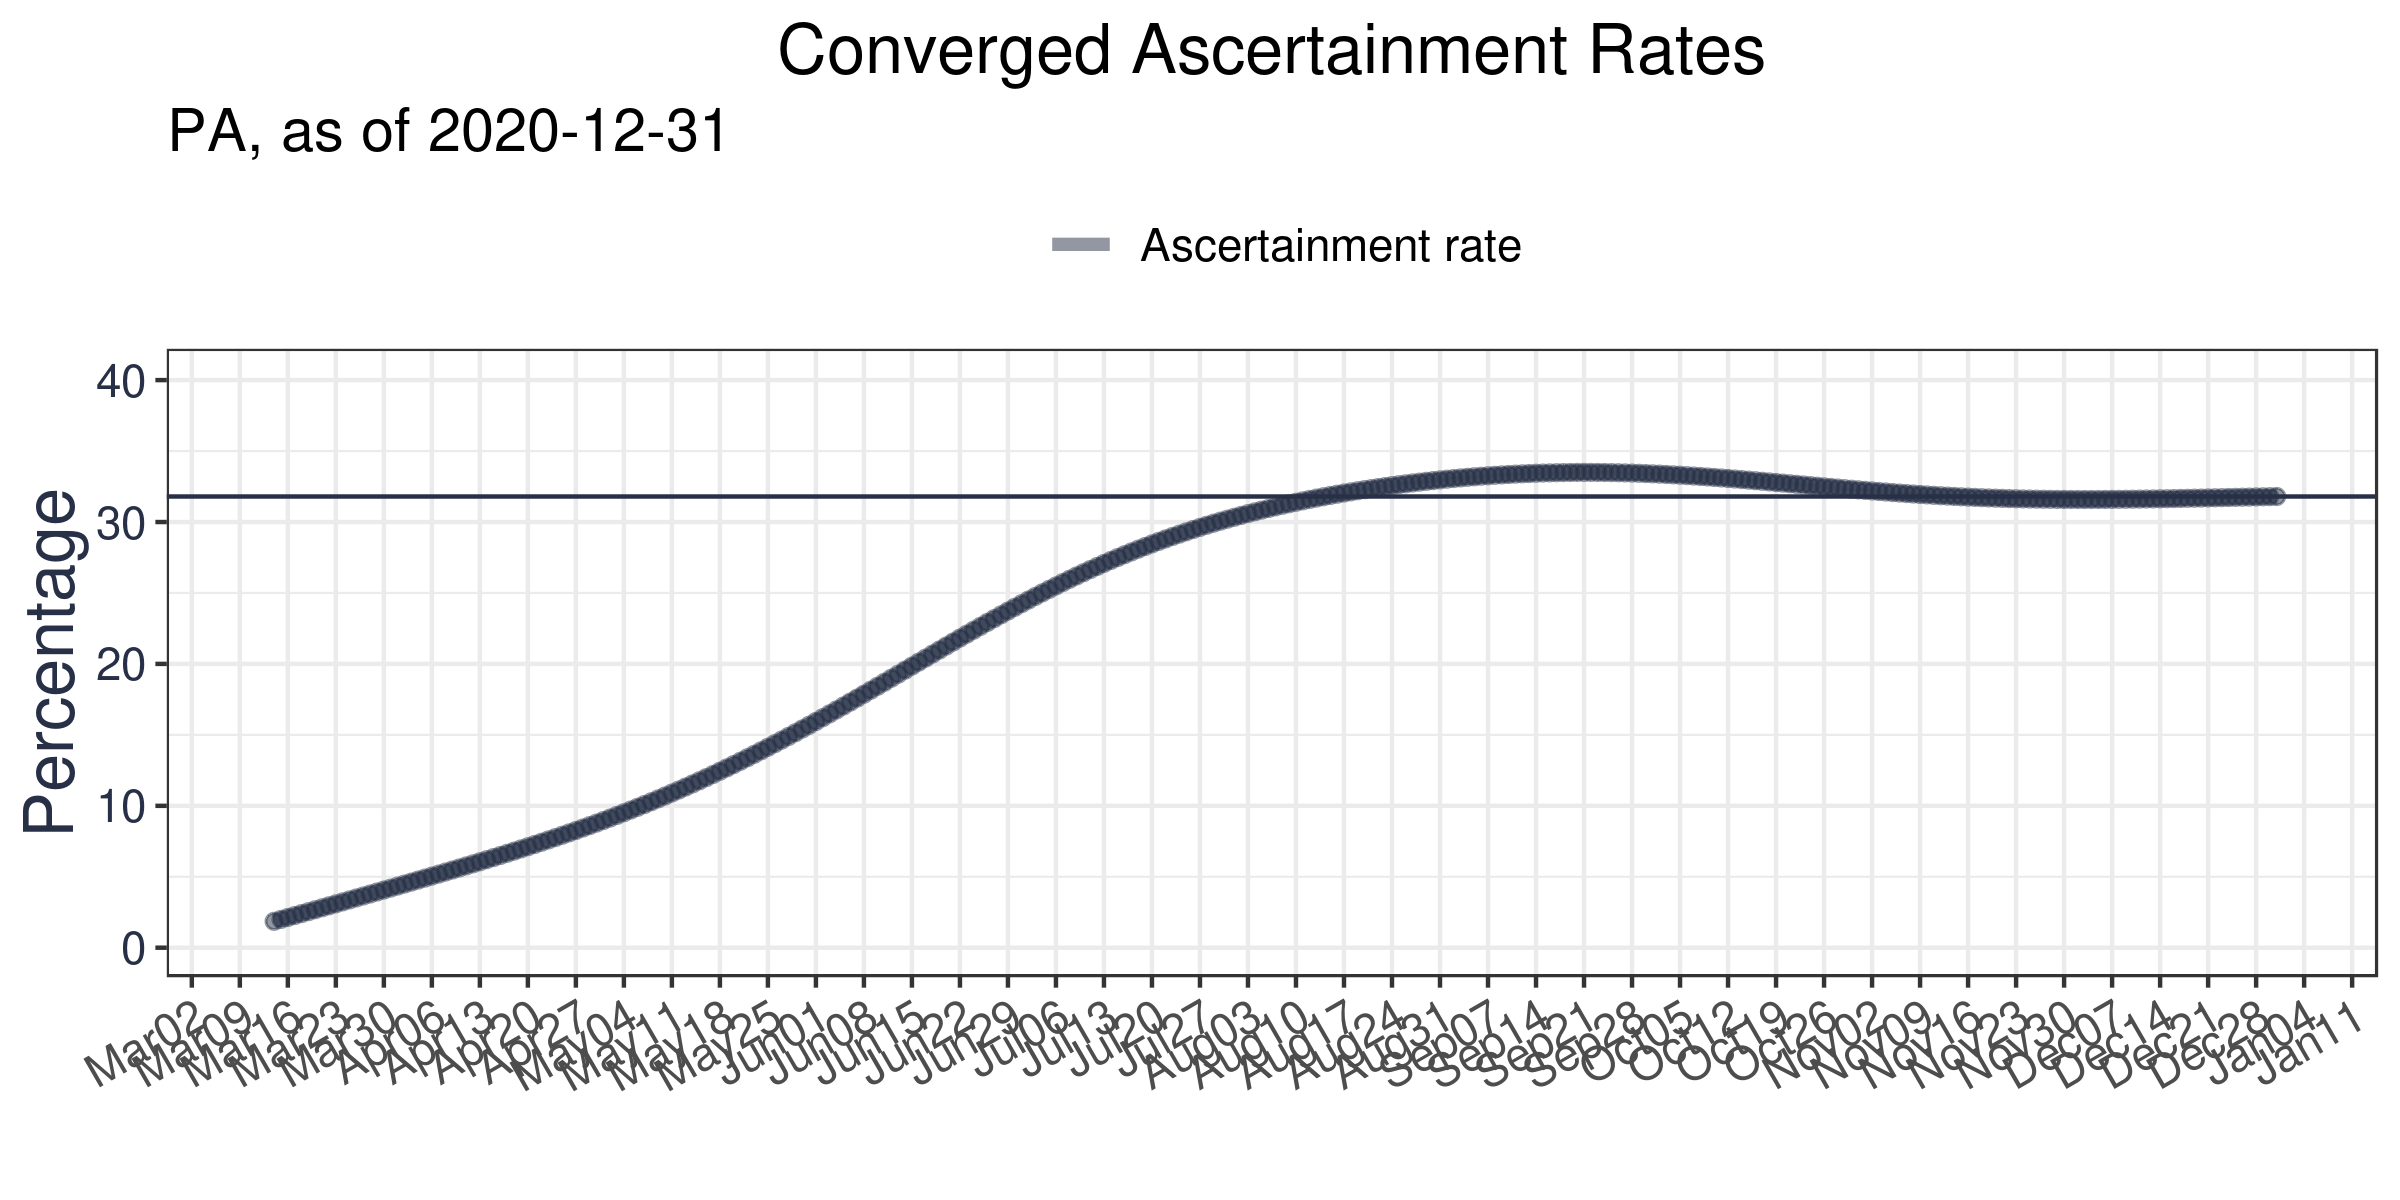 Converged Ascertainment Rates
PA, as of 2020-12-31
Ascertainment rate
Percentage
40
30
20
10
0
Mar02
Mar09
Mar16
Mar23
Mar30
Apr06
Apr13
Apr20
Apr27
May04
May11
May18
May25
Jun01
Jun08
Jun15
Jun22
Jun29
Jul06
Jul13
Jul20
Jul27
Aug03
Aug10
Aug17
Aug24
Aug31
Sep07
Sep14
Sep21
Sep28
Oct05
Oct12
Oct19
Oct26
Nov02
Nov09
Nov16
Nov23
Nov30
Dec07
Dec14
Dec21
Dec28
Jan04
Jan11